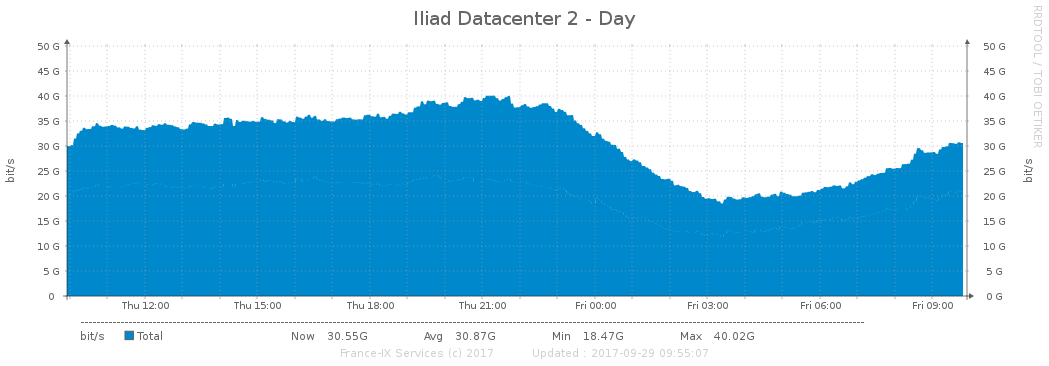 Iliad Datacenter 2 - Day
RRDTOOL / TOBI OETIKER
50 G 50 G
45 G 45 G
40 G 40 G
35 G 35 G
30 G 30 G
25 G 25 G
20 G 20 G
15 G 15 G
10 G 10 G
5 G 5 G
0 0 G
bit/s bit/s
Thu 12:00 Thu 15:00 Thu 18:00 Thu 21:00 Fri 00:00 Fri 03:00 Fri 06:00 Fri 09:00
bit/s Total Now 30.55G Avg 30.87G Min 18.47G Max 40.02G
France-IX Services (c) 2017 Updated : 2017-09-29 09:55:07